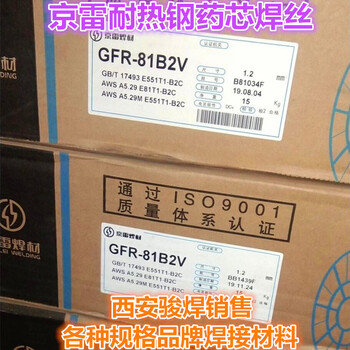 京雷耐热钢药芯焊丝
京雷焊材
GFR-81B2V
GB/T 17493 E551T1-B2C
AWS A5.29 E81T1-B2C
AWS A5.29M E551T1-B2C
1.2
B81034F
19.08.04
15
通过ISO9001
质量体系认证
京雷焊材
LEI WELDING
GFR-81B2V
GB/T 17493 E551T1-B2C
AWS A5.29 E81T1-B2C
AWS A5.29M E551T1-B2C
1.2
BB1439F
19.11.24
15
西安骏焊销售
各种规格品牌焊接材料